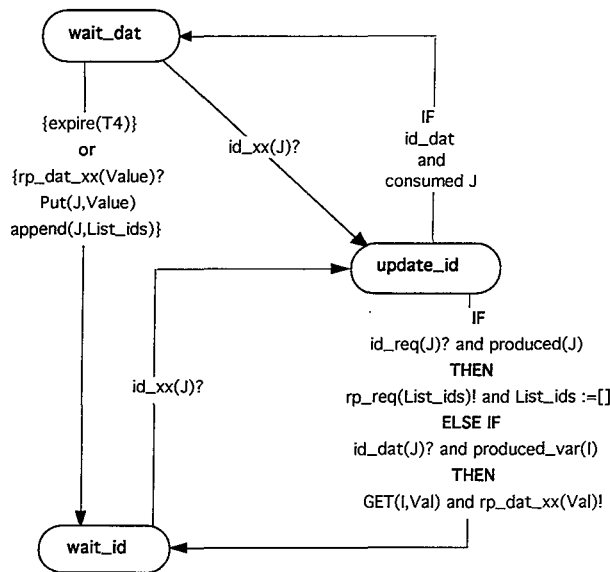 wait_dat
{expire(T4)}
or
{rp_dat_xx(Value)?
Put(J,Value)
append(J,List_ids)}
id_xx(J)?
IF
id_dat
and
consumed J
update_id
id_xx(J)?
IF
id_req(J)? and produced(J)
THEN
rp_req(List_ids)! and List_ids :=[]
ELSE IF
id_dat(J)? and produced_var(I)
THEN
GET(I,Val) and rp_dat_xx(Val)!
wait_id